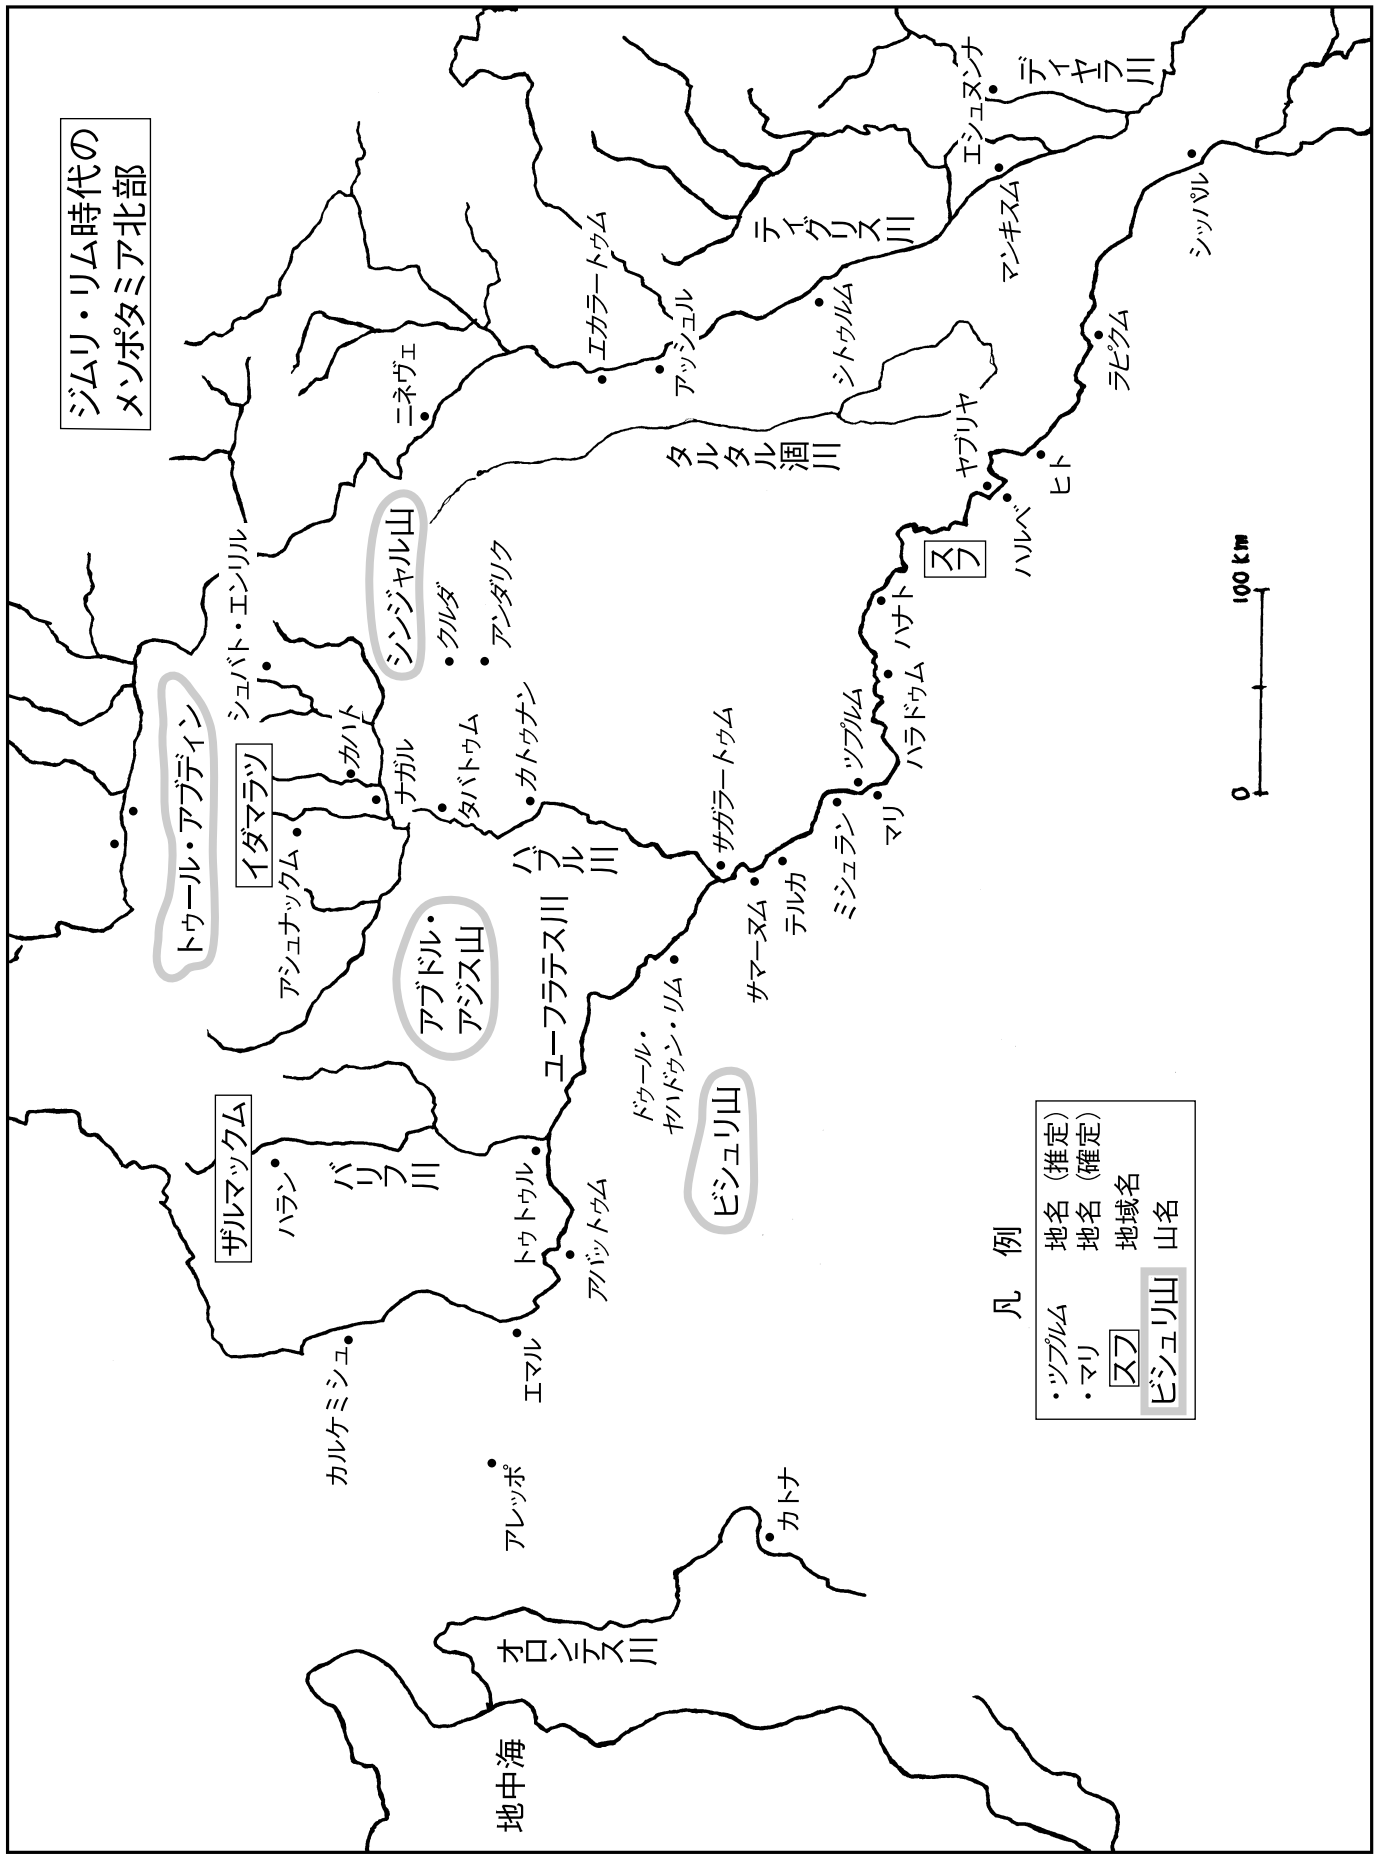 ジムリ・リム時代の
メソポタミア北部
トゥール・アブディン
イダマラツ
ザルマックム
シュバト・エンリル
シンジャル山
ニネヴェ
クルダ
アンダリク
カハト
ナガル
タバトゥム
カトゥナン
アシュナックム
アブドル・
アジス山
ハラン
バリフ川
カルケミシュ
エマル
アレッポ
トゥトゥル
アバットゥム
ユーフラテス川
ハブル川
エカラートゥム
アッシュル
タルタル涸川
シトゥルム
ティグリス川
エシュヌンナ
ディヤラ川
マンキスム
シッパル
ラピクム
ヤブリヤ
ヒト
ハルベ
スフ
ハナト
ハラドゥム
ツプルム
マリ
ミシュラン
テルカ
サガラートゥム
サマーヌム
ドゥール・
ヤハドゥン・リム
ビシュリ山
カトナ
オロンテス川
地中海
凡 例
・ツプルム 地名（推定）
・マリ 地名（確定）
スフ 地域名
ビシュリ山 山名
0 100 Km